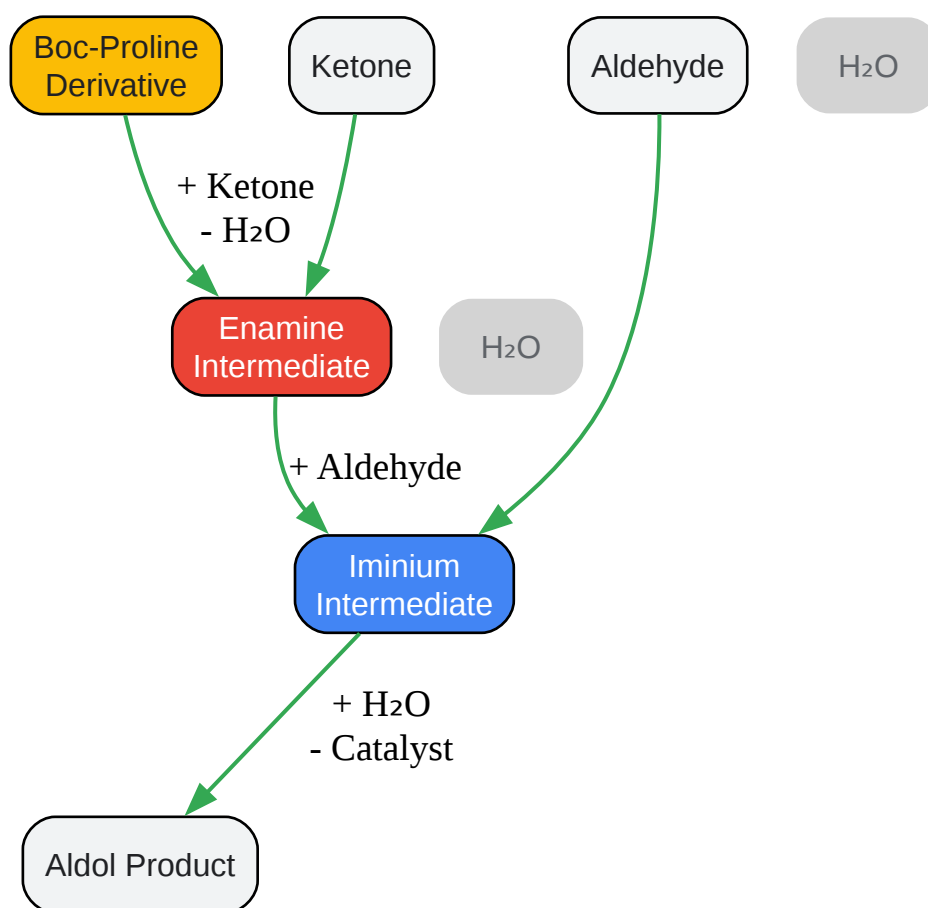 Boc-Proline
Derivative
Ketone
Aldehyde
H₂O
+ Ketone
- H₂O
Enamine
Intermediate
H₂O
+ Aldehyde
Iminium
Intermediate
+ H₂O
- Catalyst
Aldol Product